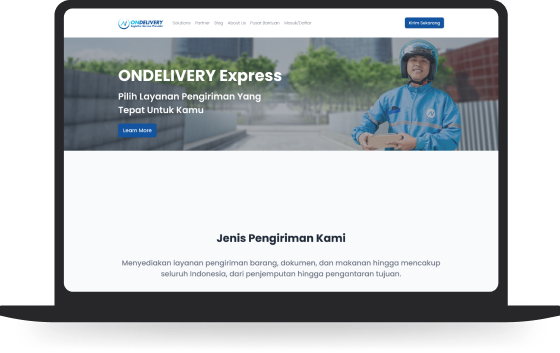 ONDELIVERY
Solutions Partner Blog About Us Pusat Bantuan Masuk/Daftar
Kirim Sekarang
ONDELIVERY Express
Pilih Layanan Pengiriman Yang
Tepat Untuk Kamu
Learn More
Jenis Pengiriman Kami
Menyediakan layanan pengiriman barang, dokumen, dan makanan hingga mencakup
seluruh Indonesia, dari penjemputan hingga pengantaran tujuan.